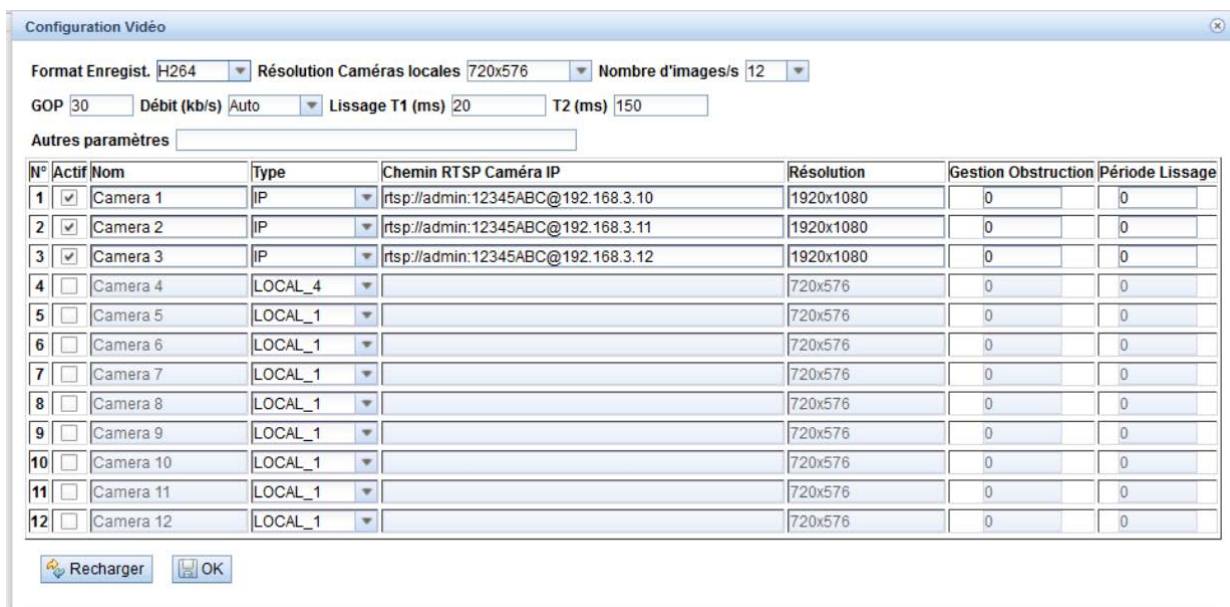 Configuration Vidéo
Format Enregist. H264 Résolution Caméras locales 720x576 Nombre d'images/s 12
GOP 30 Débit (kb/s) Auto Lissage T1 (ms) 20 T2 (ms) 150
Autres paramètres
N° Actif Nom Type Chemin RTSP Caméra IP Résolution Gestion Obstruction Période Lissage
1 Camera 1 IP rtsp://admin:12345ABC@192.168.3.10 1920x1080 0 0
2 Camera 2 IP rtsp://admin:12345ABC@192.168.3.11 1920x1080 0 0
3 Camera 3 IP rtsp://admin:12345ABC@192.168.3.12 1920x1080 0 0
4 Camera 4 LOCAL_4 720x576 0 0
5 Camera 5 LOCAL_1 720x576 0 0
6 Camera 6 LOCAL_1 720x576 0 0
7 Camera 7 LOCAL_1 720x576 0 0
8 Camera 8 LOCAL_1 720x576 0 0
9 Camera 9 LOCAL_1 720x576 0 0
10 Camera 10 LOCAL_1 720x576 0 0
11 Camera 11 LOCAL_1 720x576 0 0
12 Camera 12 LOCAL_1 720x576 0 0
Recharger OK